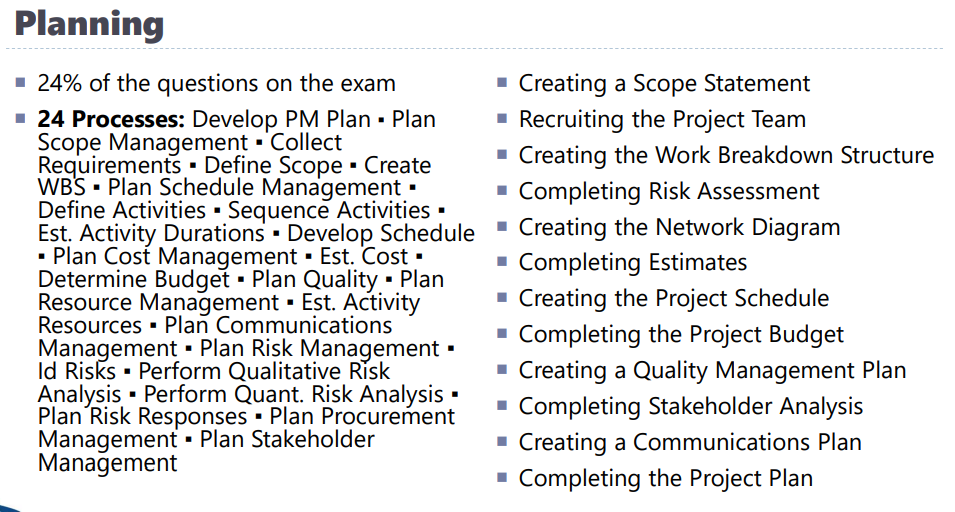 Planning
▪ 24% of the questions on the exam
▪ 24 Processes: Develop PM Plan ▪ Plan
Scope Management ▪ Collect
Requirements ▪ Define Scope ▪ Create
WBS ▪ Plan Schedule Management ▪
Define Activities ▪ Sequence Activities ▪
Est. Activity Durations ▪ Develop Schedule
▪ Plan Cost Management ▪ Est. Cost ▪
Determine Budget ▪ Plan Quality ▪ Plan
Resource Management ▪ Est. Activity
Resources ▪ Plan Communications
Management ▪ Plan Risk Management ▪
Id Risks ▪ Perform Qualitative Risk
Analysis ▪ Perform Quant. Risk Analysis ▪
Plan Risk Responses ▪ Plan Procurement
Management ▪ Plan Stakeholder
Management
▪ Creating a Scope Statement
▪ Recruiting the Project Team
▪ Creating the Work Breakdown Structure
▪ Completing Risk Assessment
▪ Creating the Network Diagram
▪ Completing Estimates
▪ Creating the Project Schedule
▪ Completing the Project Budget
▪ Creating a Quality Management Plan
▪ Completing Stakeholder Analysis
▪ Creating a Communications Plan
▪ Completing the Project Plan